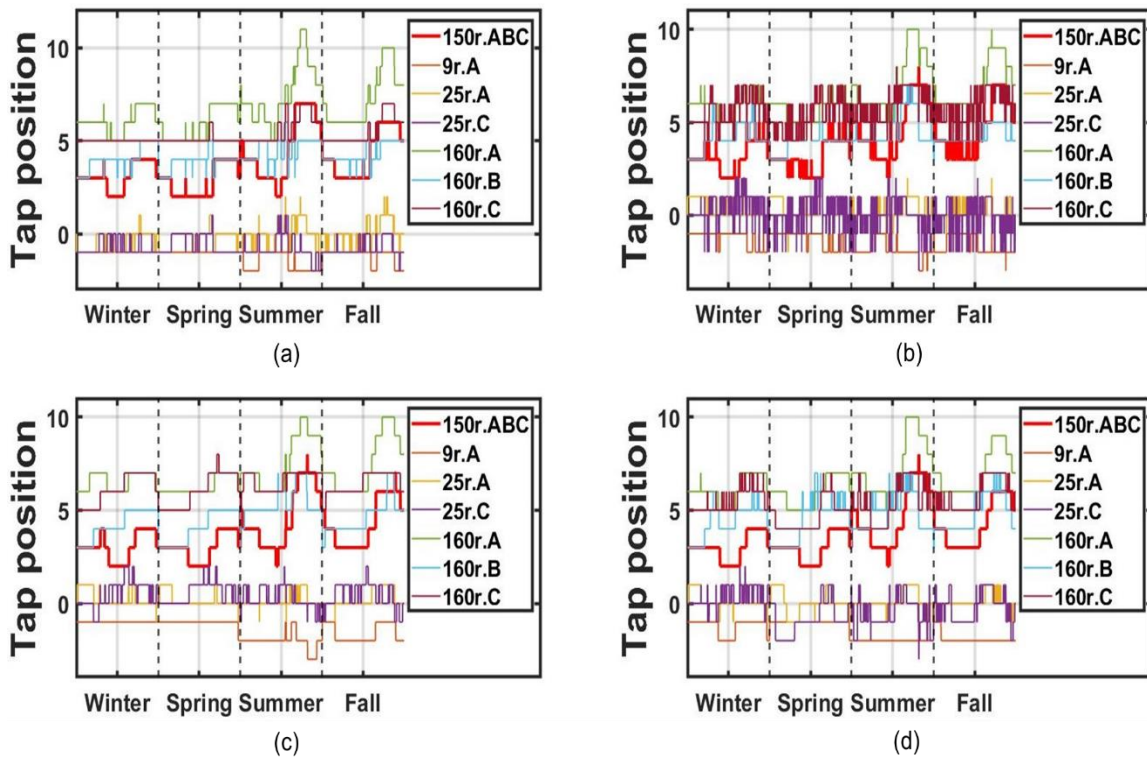 Tap position
10
5
0
150r.ABC
9r.A
25r.A
25r.C
160r.A
160r.B
160r.C
Winter Spring Summer Fall
(a)
Tap position
10
5
0
150r.ABC
9r.A
25r.A
25r.C
160r.A
160r.B
160r.C
Winter Spring Summer Fall
(b)
Tap position
10
5
0
150r.ABC
9r.A
25r.A
25r.C
160r.A
160r.B
160r.C
Winter Spring Summer Fall
(c)
Tap position
10
5
0
150r.ABC
9r.A
25r.A
25r.C
160r.A
160r.B
160r.C
Winter Spring Summer Fall
(d)